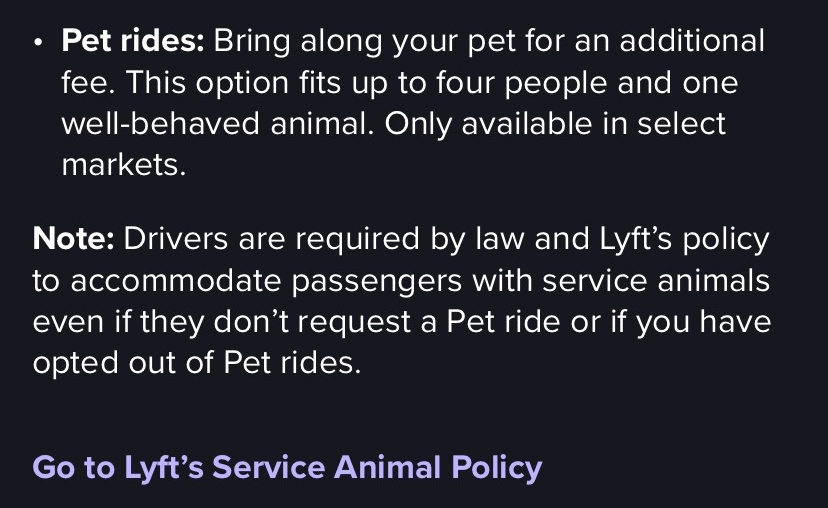 • Pet rides: Bring along your pet for an additional
fee. This option fits up to four people and one
well-behaved animal. Only available in select
markets.
Note: Drivers are required by law and Lyft’s policy
to accommodate passengers with service animals
even if they don’t request a Pet ride or if you have
opted out of Pet rides.
Go to Lyft’s Service Animal Policy